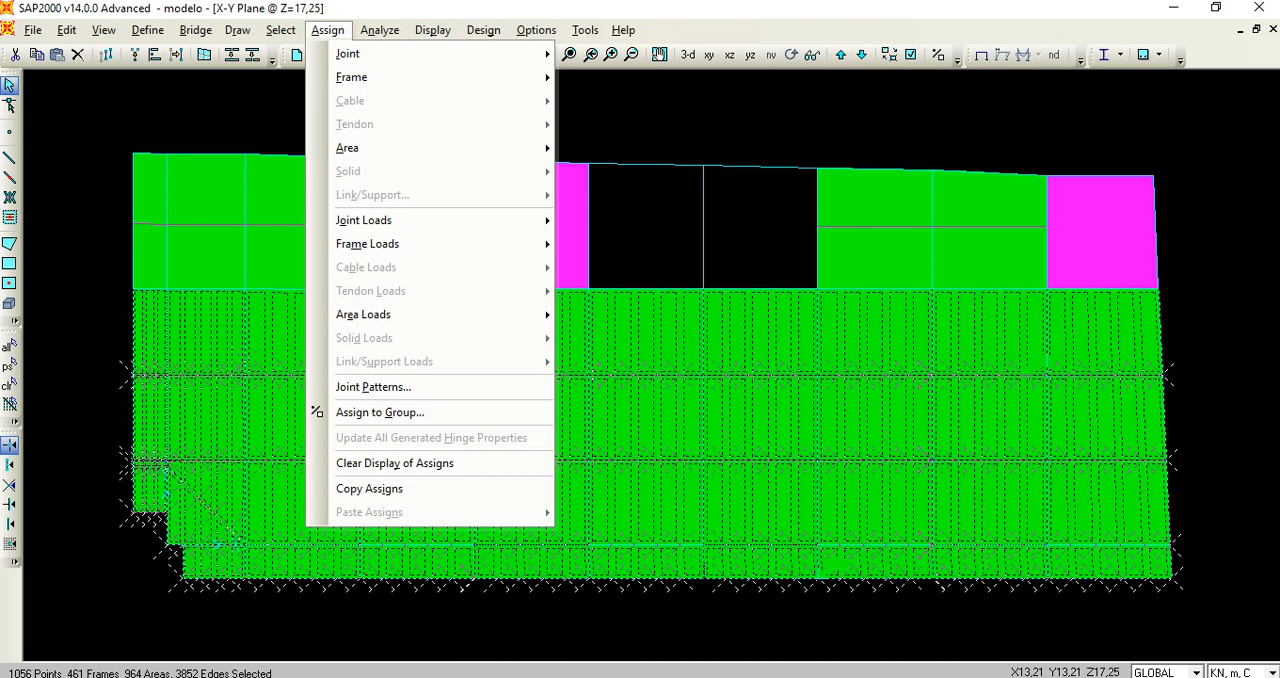 SAP2000 v14.0.0 Advanced - modelo - [X-Y Plane @ Z=17,25]
File Edit View Define Bridge Draw Select Assign Analyze Display Design Options Tools Help
3-d xy xz yz nv nd
Joint
Frame
Cable
Tendon
Area
Solid
Link/Support...
Joint Loads
Frame Loads
Cable Loads
Tendon Loads
Area Loads
Solid Loads
Link/Support Loads
Joint Patterns...
Assign to Group...
Update All Generated Hinge Properties
Clear Display of Assigns
Copy Assigns
Paste Assigns
all
ps
clr
1056 Points, 461 Frames, 964 Areas, 3852 Edges Selected
X13,21 Y13,21 Z17,25
GLOBAL
KN, m, C